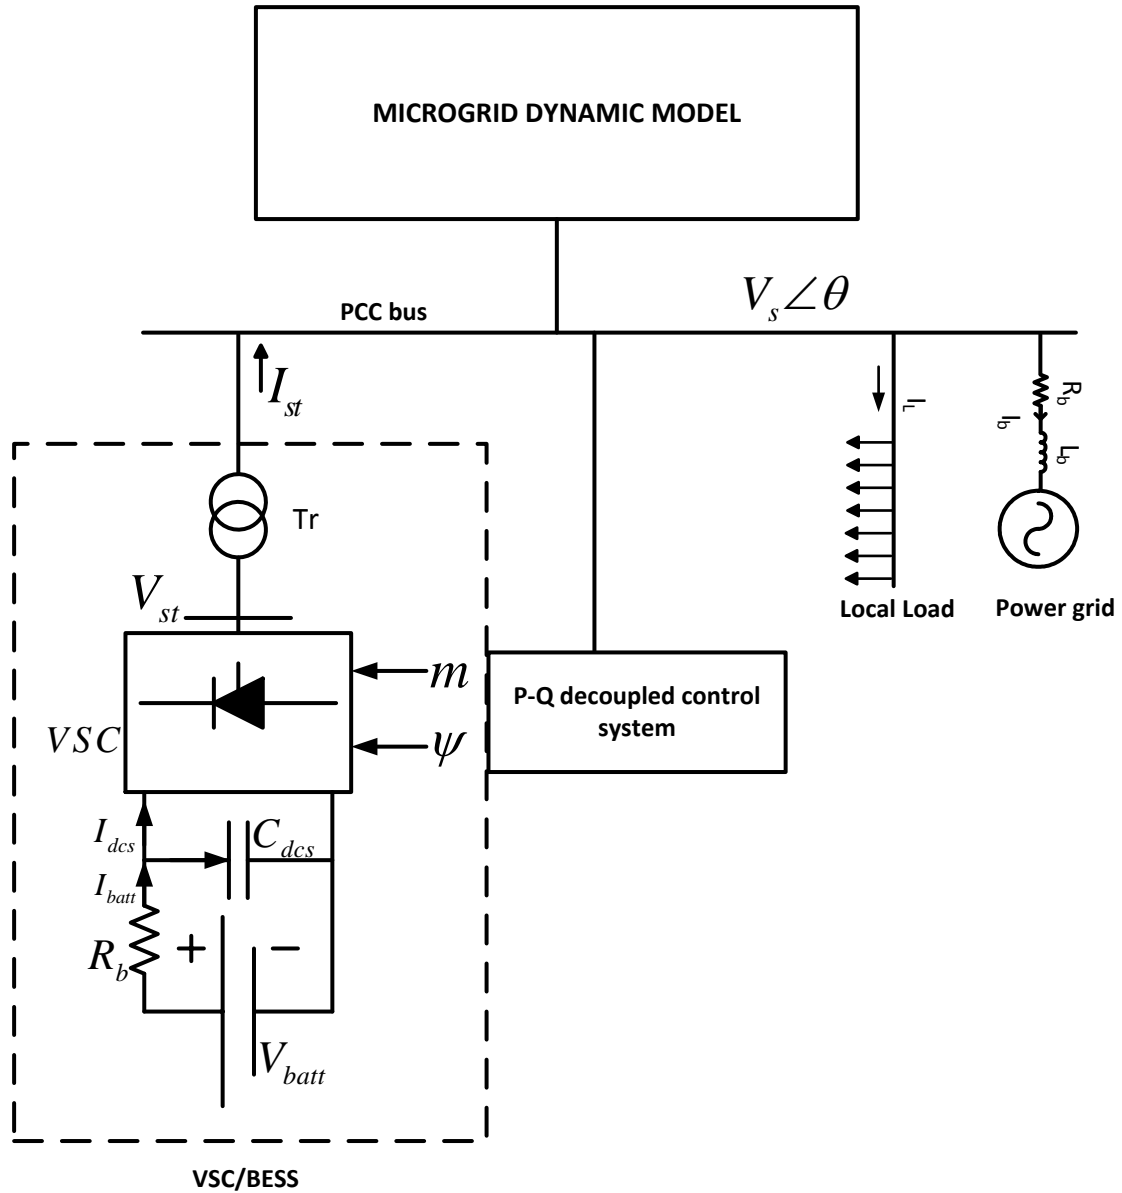 MICROGRID DYNAMIC MODEL
PCC bus
V_s∠θ
I_st
R_b
I_b
L_b
I_L
Tr
V_st
Local Load
Power grid
m
P-Q decoupled control
system
VSC
ψ
I_dcs
C_dcs
I_batt
R_b
+
−
V_batt
VSC/BESS